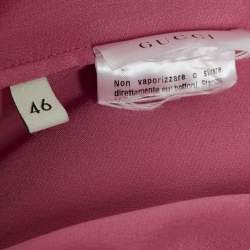 GUCCI
Non vaporizzare o stirare
direttamente sui bottoni.
46